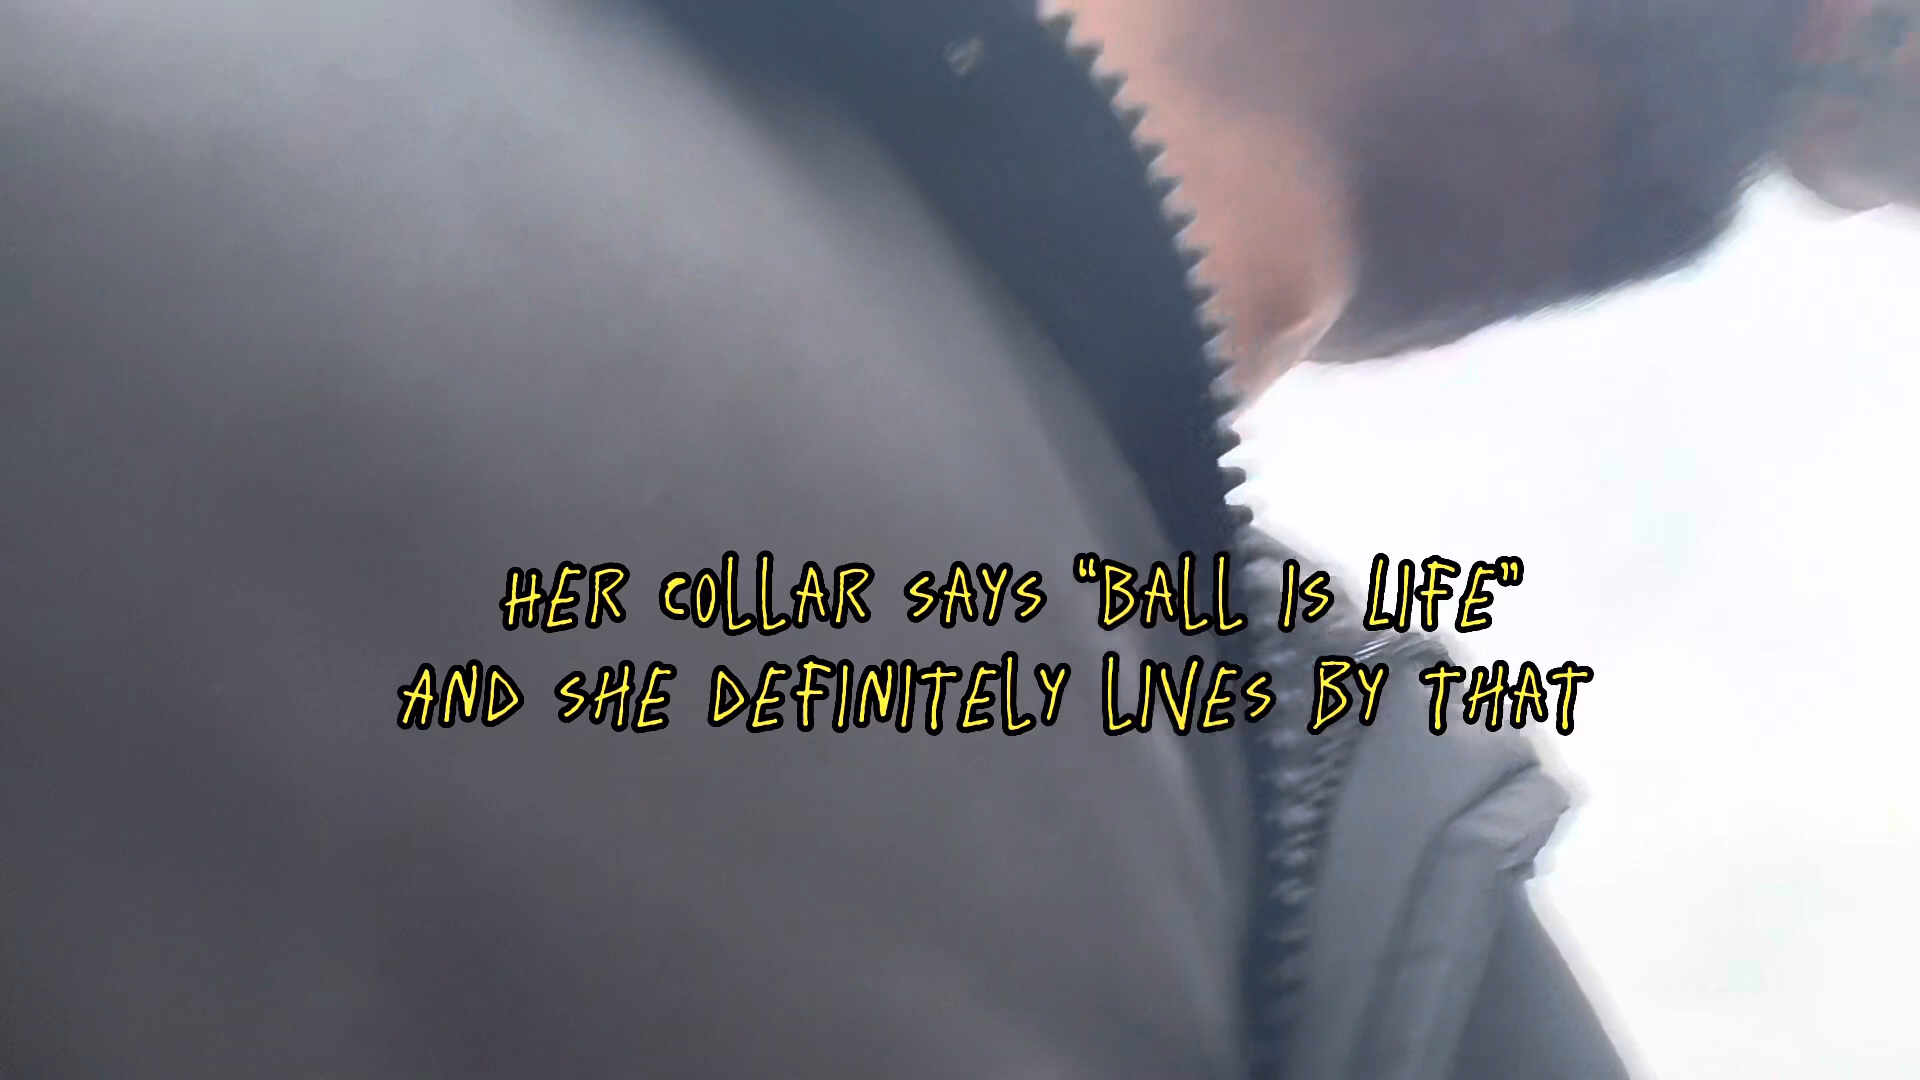 HER COLLAR SAYS “BALL IS LIFE”
AND SHE DEFINITELY LIVES BY THAT